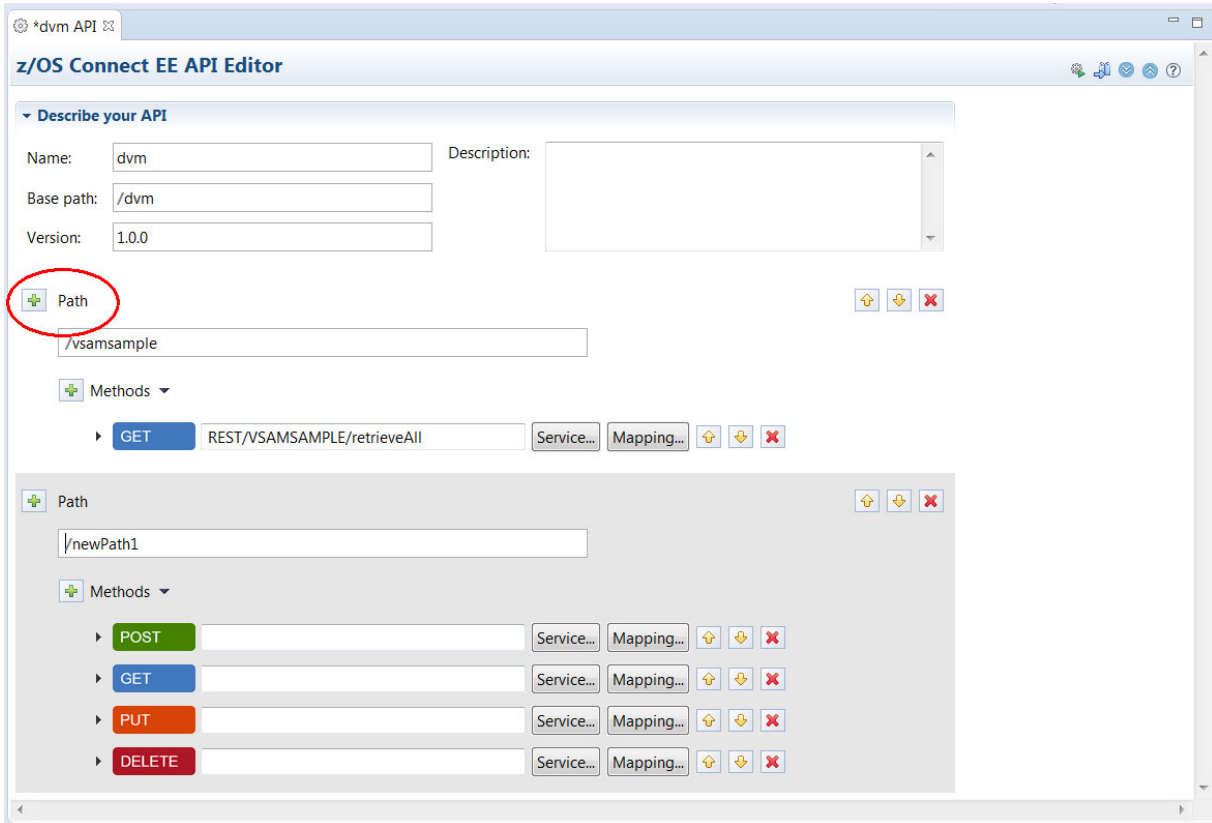 *dvm API
z/OS Connect EE API Editor
Describe your API
Name: dvm Description:
Base path: /dvm
Version: 1.0.0
Path
/vsamsample
Methods
GET REST/VSAMSAMPLE/retrieveAll Service... Mapping...
Path
/newPath1
Methods
POST Service... Mapping...
GET Service... Mapping...
PUT Service... Mapping...
DELETE Service... Mapping...